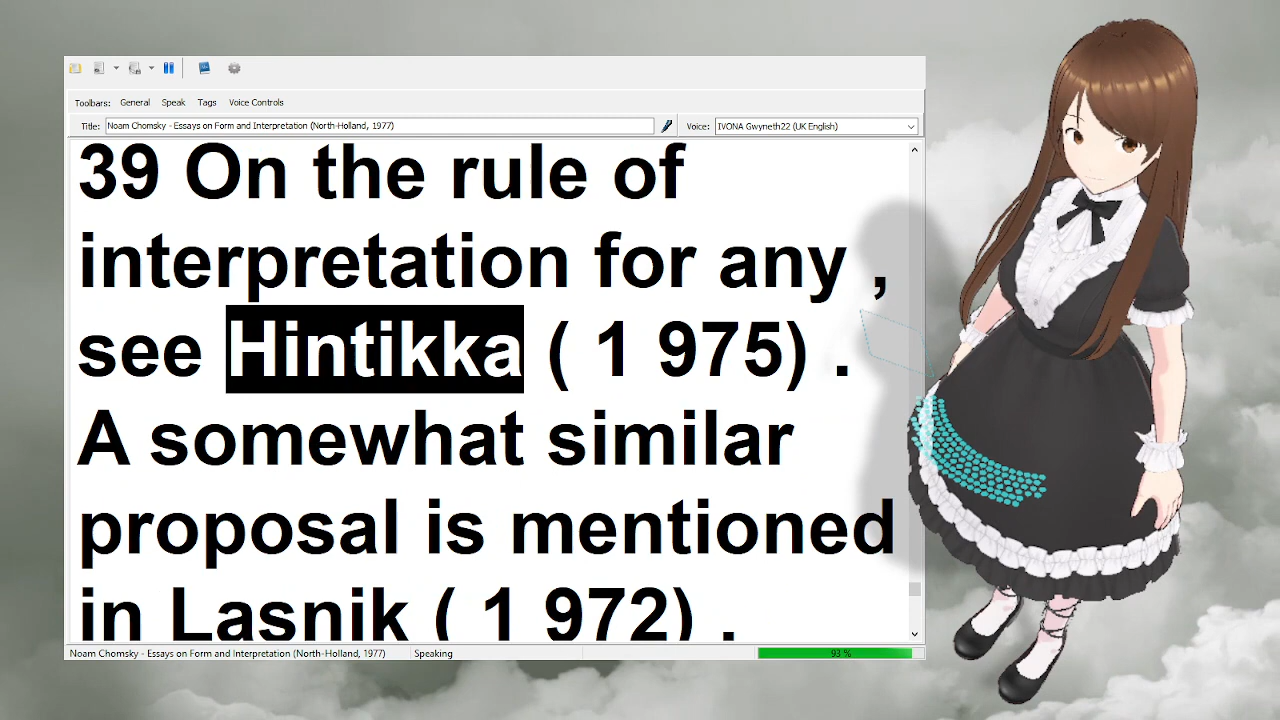 Toolbars: General Speak Tags Voice Controls
Title: Noam Chomsky - Essays on Form and Interpretation (North-Holland, 1977) Voice: IVONA Gwyneth22 (UK English)
39 On the rule of
interpretation for any ,
see Hintikka ( 1 975) .
A somewhat similar
proposal is mentioned
in Lasnik ( 1 972) .
Noam Chomsky - Essays on Form and Interpretation (North-Holland, 1977) Speaking 93 %